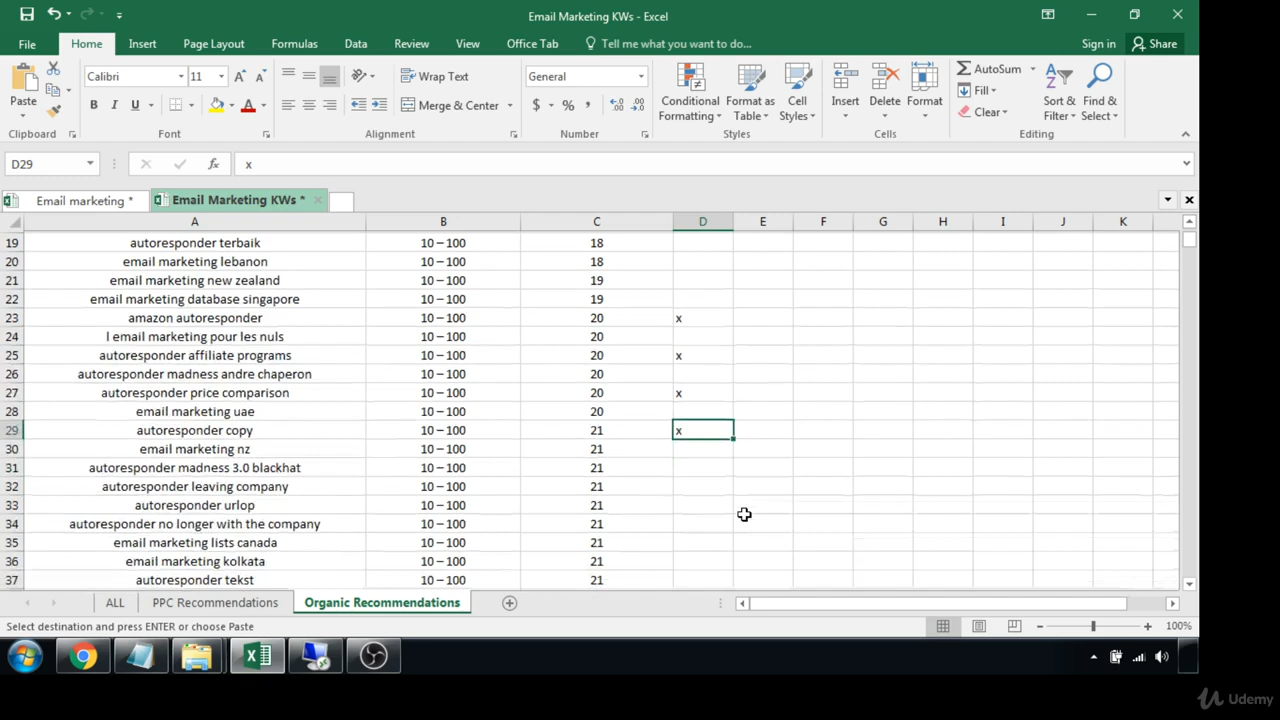 Email Marketing KWs - Excel
File Home Insert Page Layout Formulas Data Review View Office Tab Tell me what you want to do... Sign in Share
Paste Calibri 11 A A Wrap Text General AutoSum
B I U A Merge & Center $ % , Conditional Formatting Format as Table Cell Styles Insert Delete Format Fill Clear Sort & Filter Find & Select
Clipboard Font Alignment Number Styles Cells Editing
D29 fx x
Email marketing * Email Marketing KWs *
A B C D E F G H I J K
19 autoresponder terbaik 10 – 100 18
20 email marketing lebanon 10 – 100 18
21 email marketing new zealand 10 – 100 19
22 email marketing database singapore 10 – 100 19
23 amazon autoresponder 10 – 100 20 x
24 l email marketing pour les nuls 10 – 100 20
25 autoresponder affiliate programs 10 – 100 20 x
26 autoresponder madness andre chaperon 10 – 100 20
27 autoresponder price comparison 10 – 100 20 x
28 email marketing uae 10 – 100 20
29 autoresponder copy 10 – 100 21 x
30 email marketing nz 10 – 100 21
31 autoresponder madness 3.0 blackhat 10 – 100 21
32 autoresponder leaving company 10 – 100 21
33 autoresponder urlop 10 – 100 21
34 autoresponder no longer with the company 10 – 100 21
35 email marketing lists canada 10 – 100 21
36 email marketing kolkata 10 – 100 21
37 autoresponder tekst 10 – 100 21
ALL PPC Recommendations Organic Recommendations
Select destination and press ENTER or choose Paste 100%
Udemy